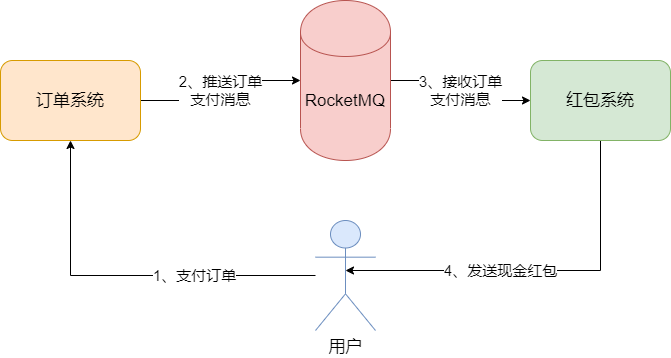 订单系统
2、推送订单
支付消息
RocketMQ
3、接收订单
支付消息
红包系统
1、支付订单
4、发送现金红包
用户